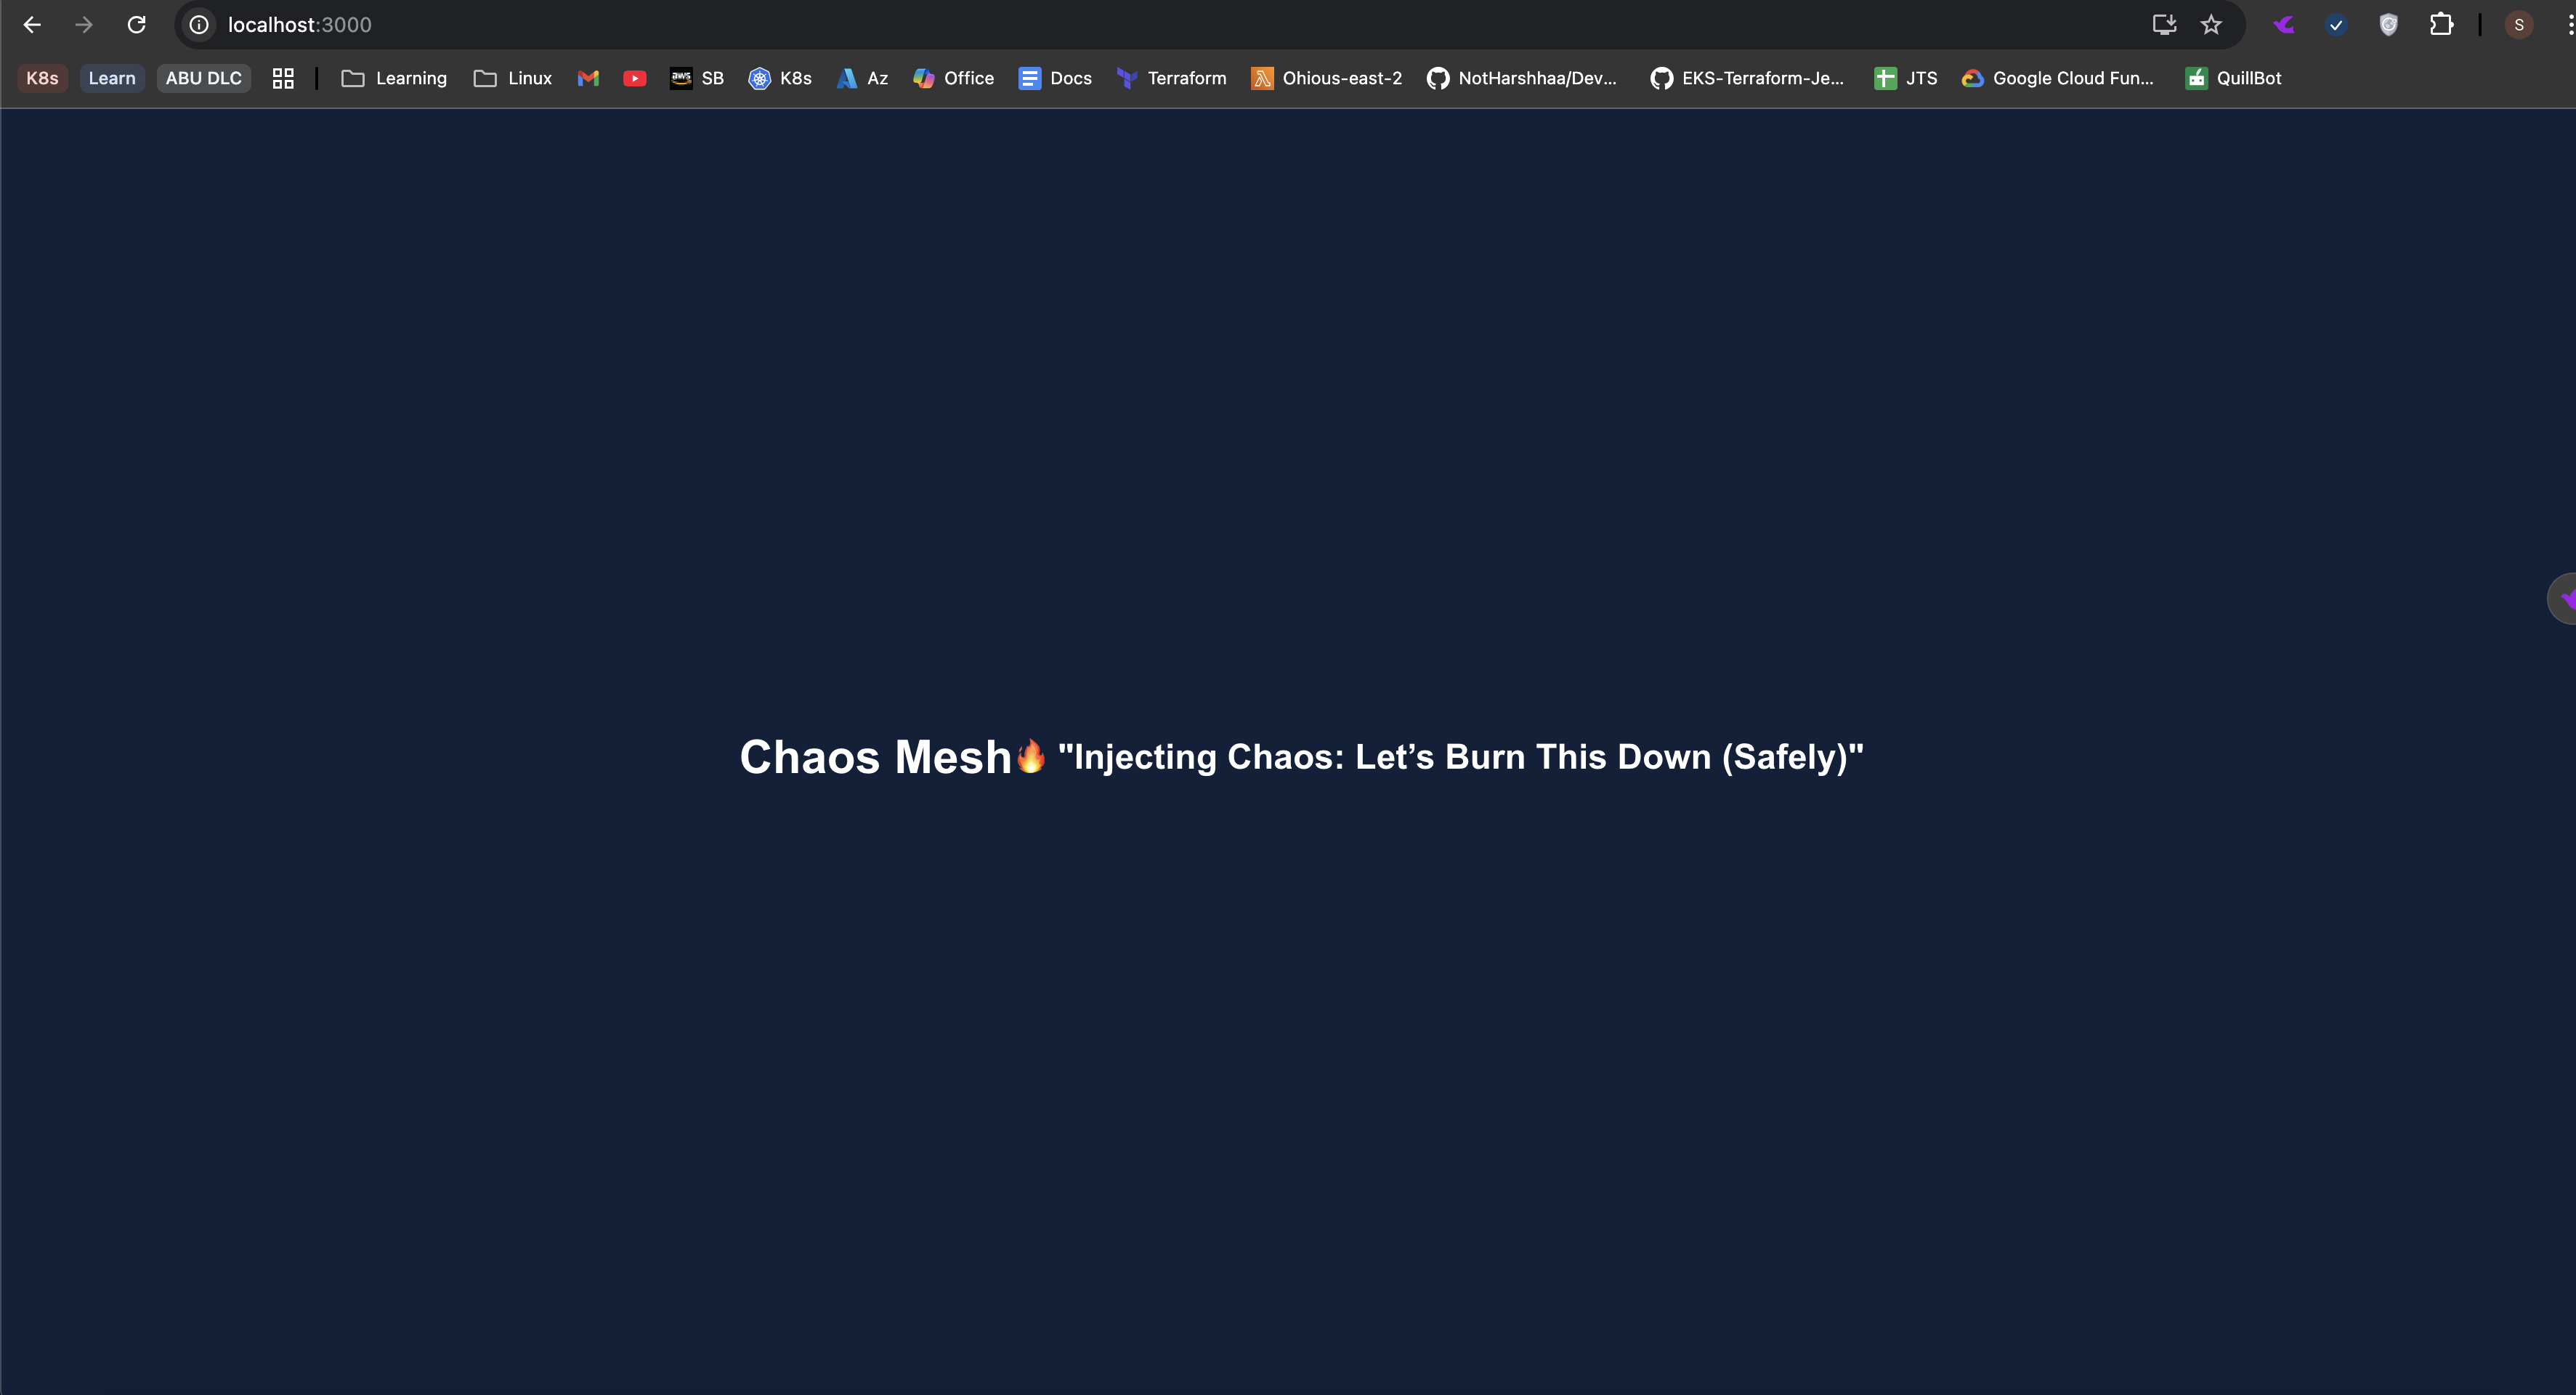 localhost:3000
S
K8s Learn ABU DLC Learning Linux aws SB K8s Az Office Docs Terraform Ohious-east-2 NotHarshhaa/Dev... EKS-Terraform-Je... JTS Google Cloud Fun... QuillBot
Chaos Mesh🔥 "Injecting Chaos: Let’s Burn This Down (Safely)"